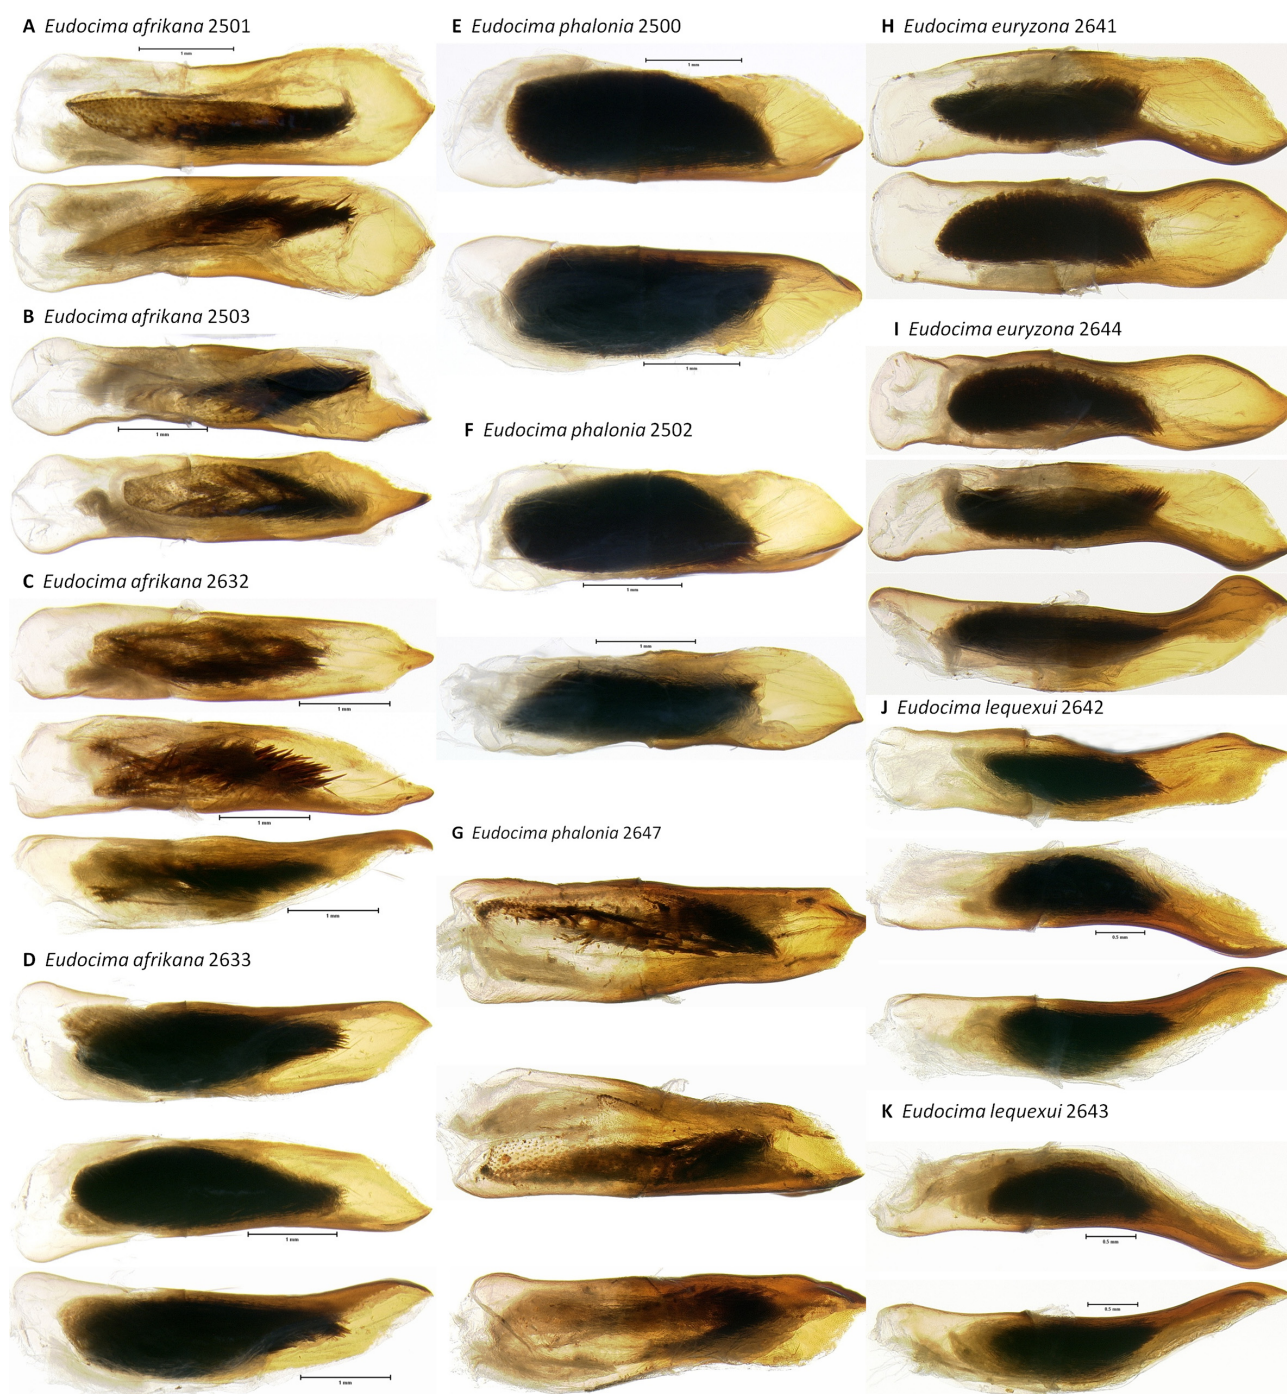 A Eudocima afrikana 2501
1 mm
B Eudocima afrikana 2503
1 mm
C Eudocima afrikana 2632
1 mm
1 mm
1 mm
D Eudocima afrikana 2633
1 mm
1 mm
E Eudocima phalonia 2500
1 mm
1 mm
F Eudocima phalonia 2502
1 mm
1 mm
G Eudocima phalonia 2647
H Eudocima euryzona 2641
I Eudocima euryzona 2644
J Eudocima lequexui 2642
0.5 mm
K Eudocima lequexui 2643
0.5 mm
0.5 mm